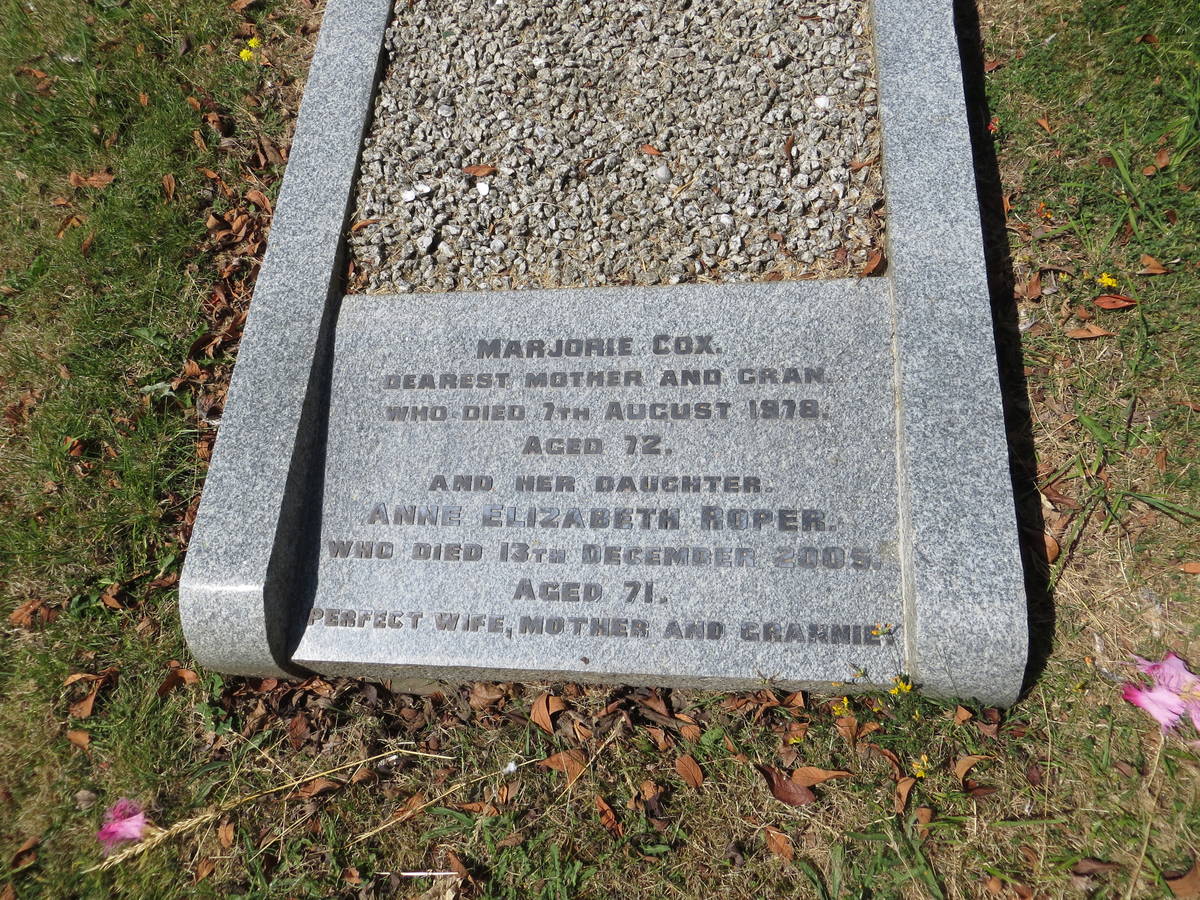 MARJORIE COX.
DEAREST MOTHER AND GRAN.
WHO DIED 7TH AUGUST 1978.
AGED 72.
AND HER DAUGHTER.
ANNE ELIZABETH ROPER.
WHO DIED 13TH DECEMBER 2005.
AGED 71.
PERFECT WIFE, MOTHER AND GRANNIE